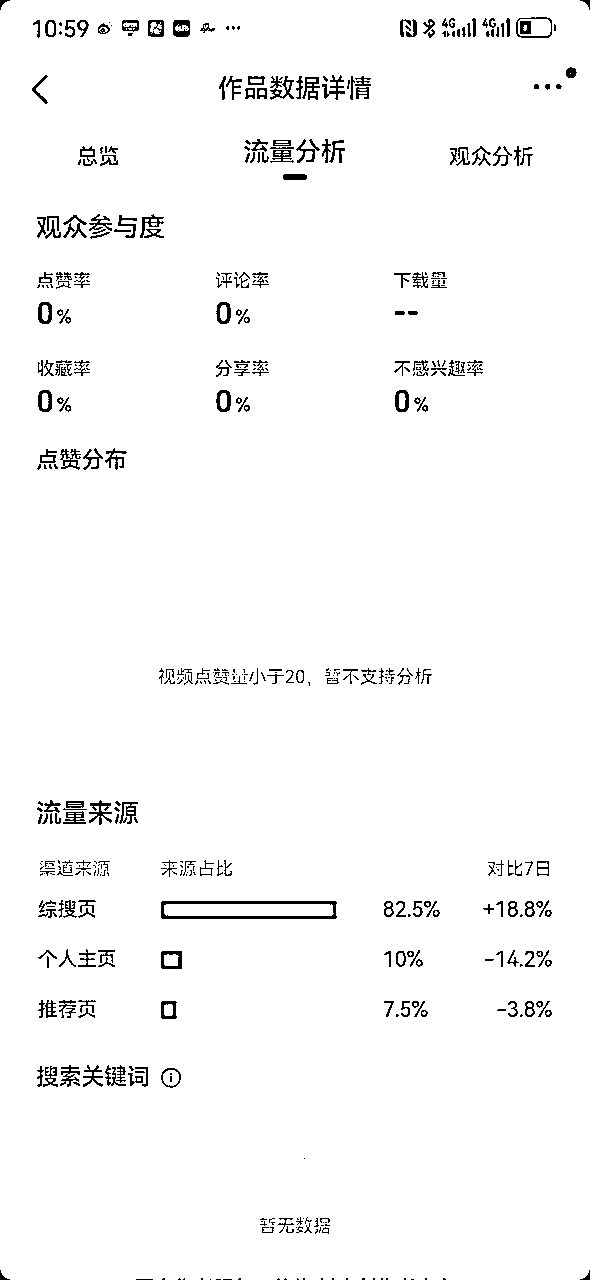 10:59 4G 4G
作品数据详情
总览 流量分析 观众分析
观众参与度
点赞率 评论率 下载量
0% 0% --
收藏率 分享率 不感兴趣率
0% 0% 0%
点赞分布
视频点赞量小于20，暂不支持分析
流量来源
渠道来源 来源占比 对比7日
综搜页 82.5% +18.8%
个人主页 10% -14.2%
推荐页 7.5% -3.8%
搜索关键词
暂无数据